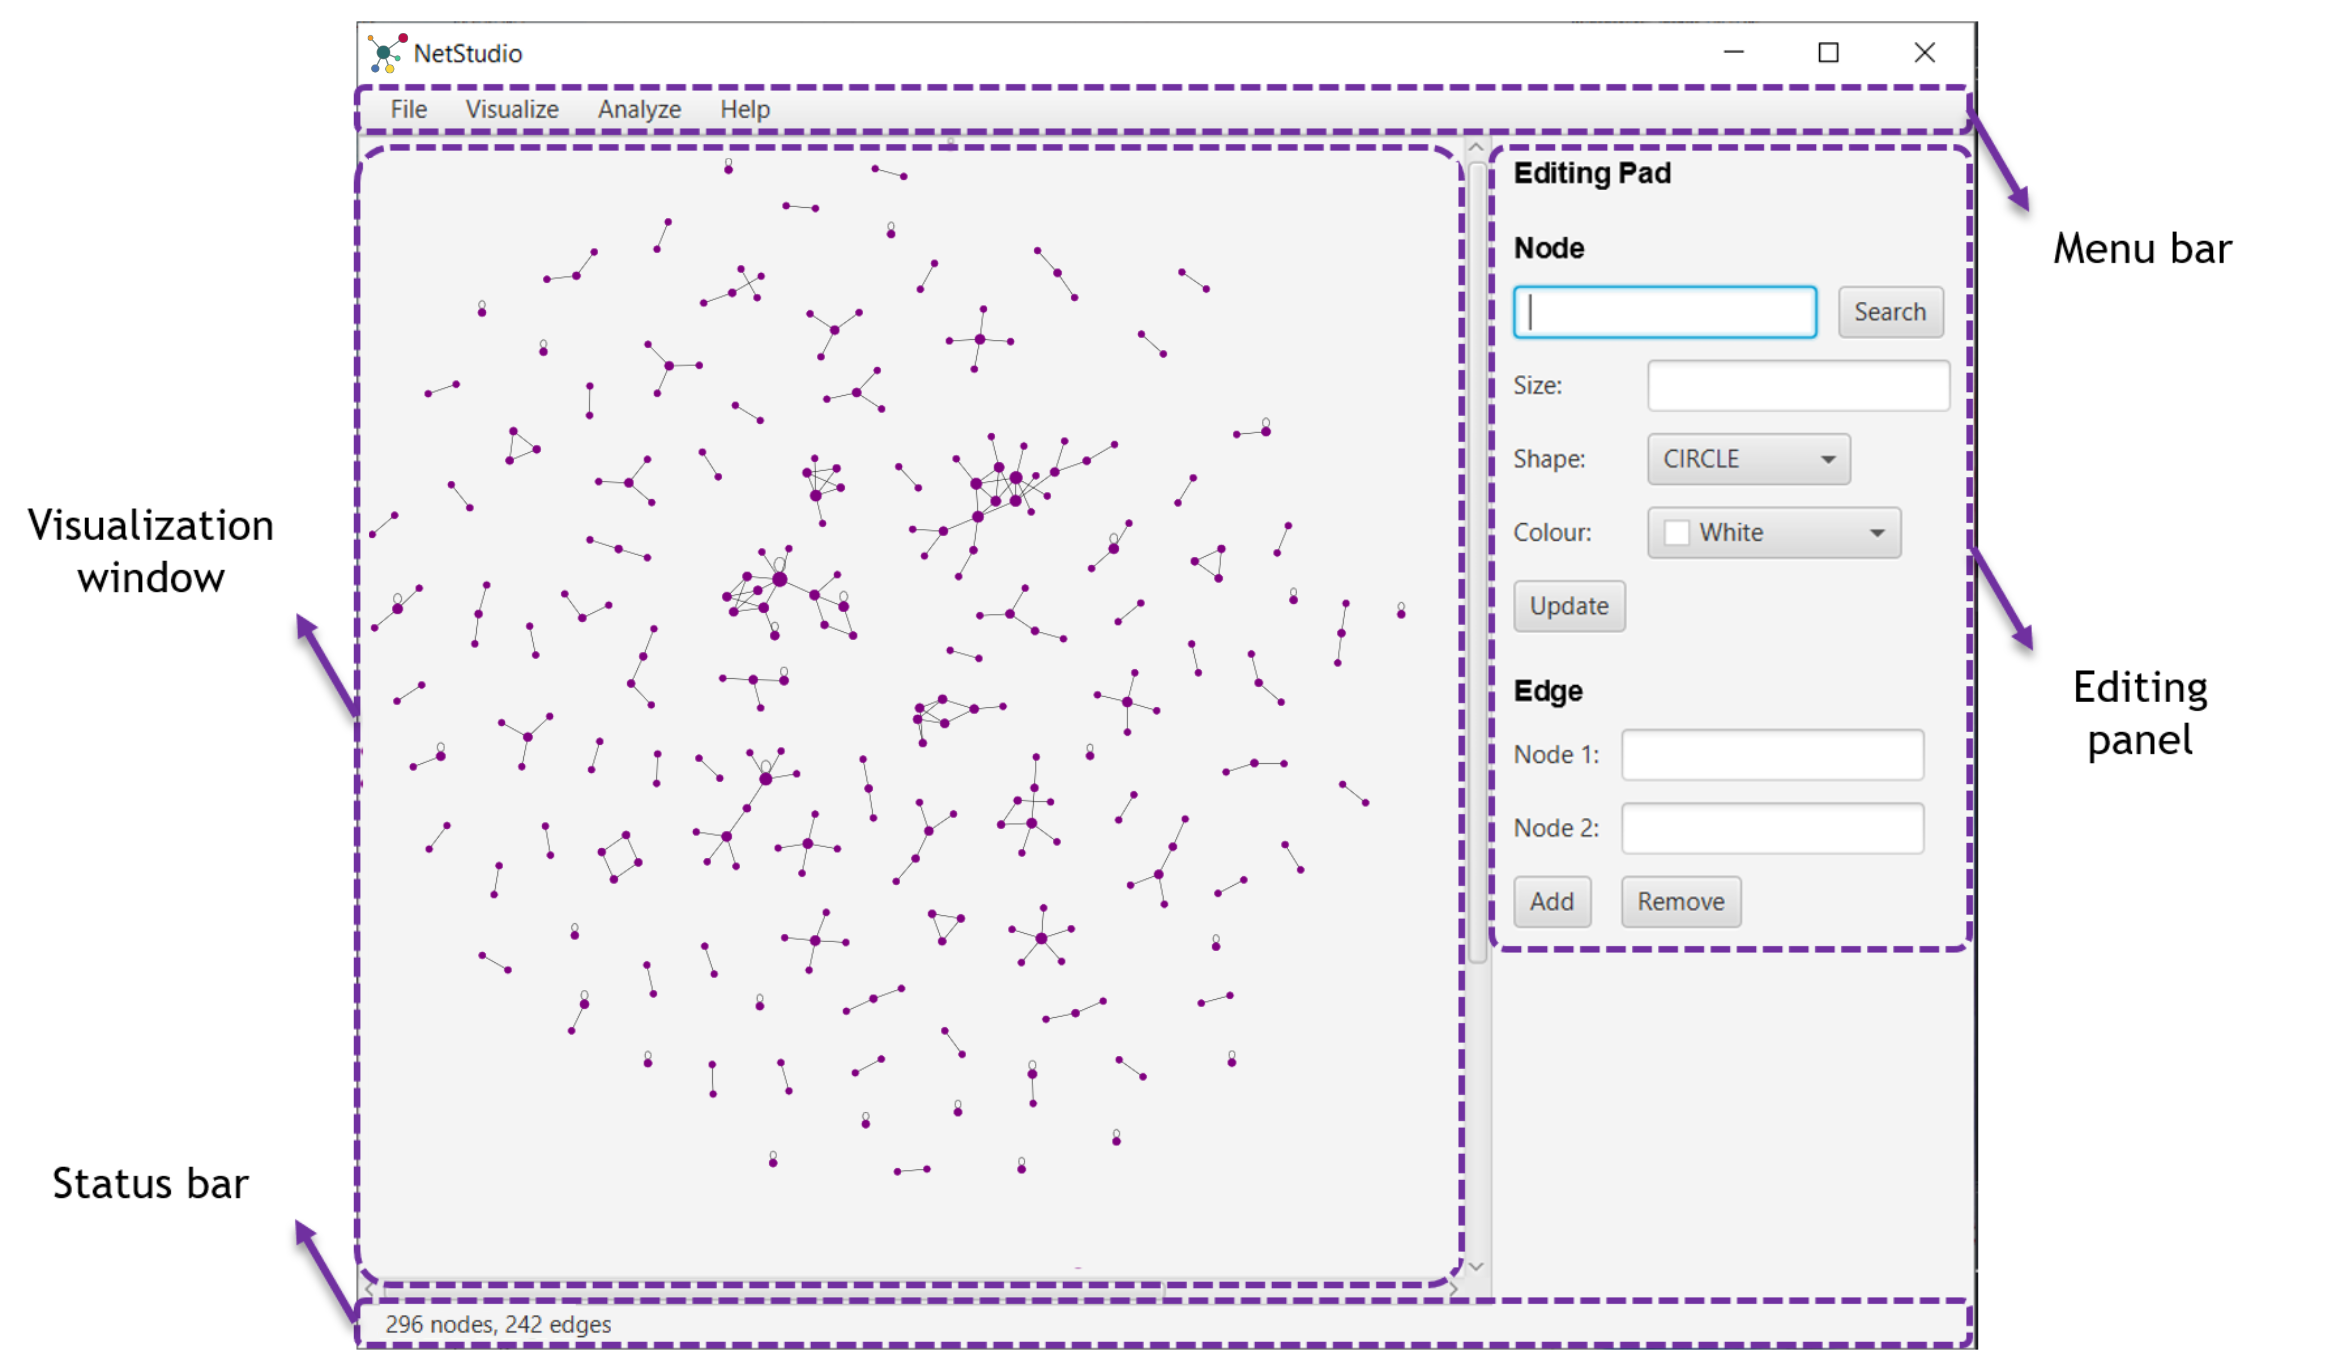 NetStudio
File Visualize Analyze Help
Editing Pad
Node
Search
Size:
Shape: CIRCLE
Colour: White
Update
Edge
Node 1:
Node 2:
Add Remove
296 nodes, 242 edges
Menu bar
Editing
panel
Visualization
window
Status bar